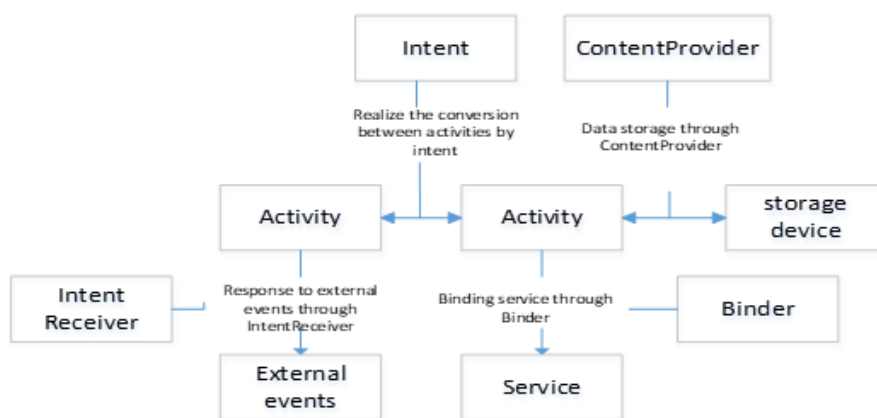 Intent
ContentProvider
Realize the conversion
between activities by
intent
Data storage through
ContentProvider
Activity
Activity
storage
device
Intent
Receiver
Response to external
events through
IntentReceiver
Binding service through
Binder
Binder
External
events
Service